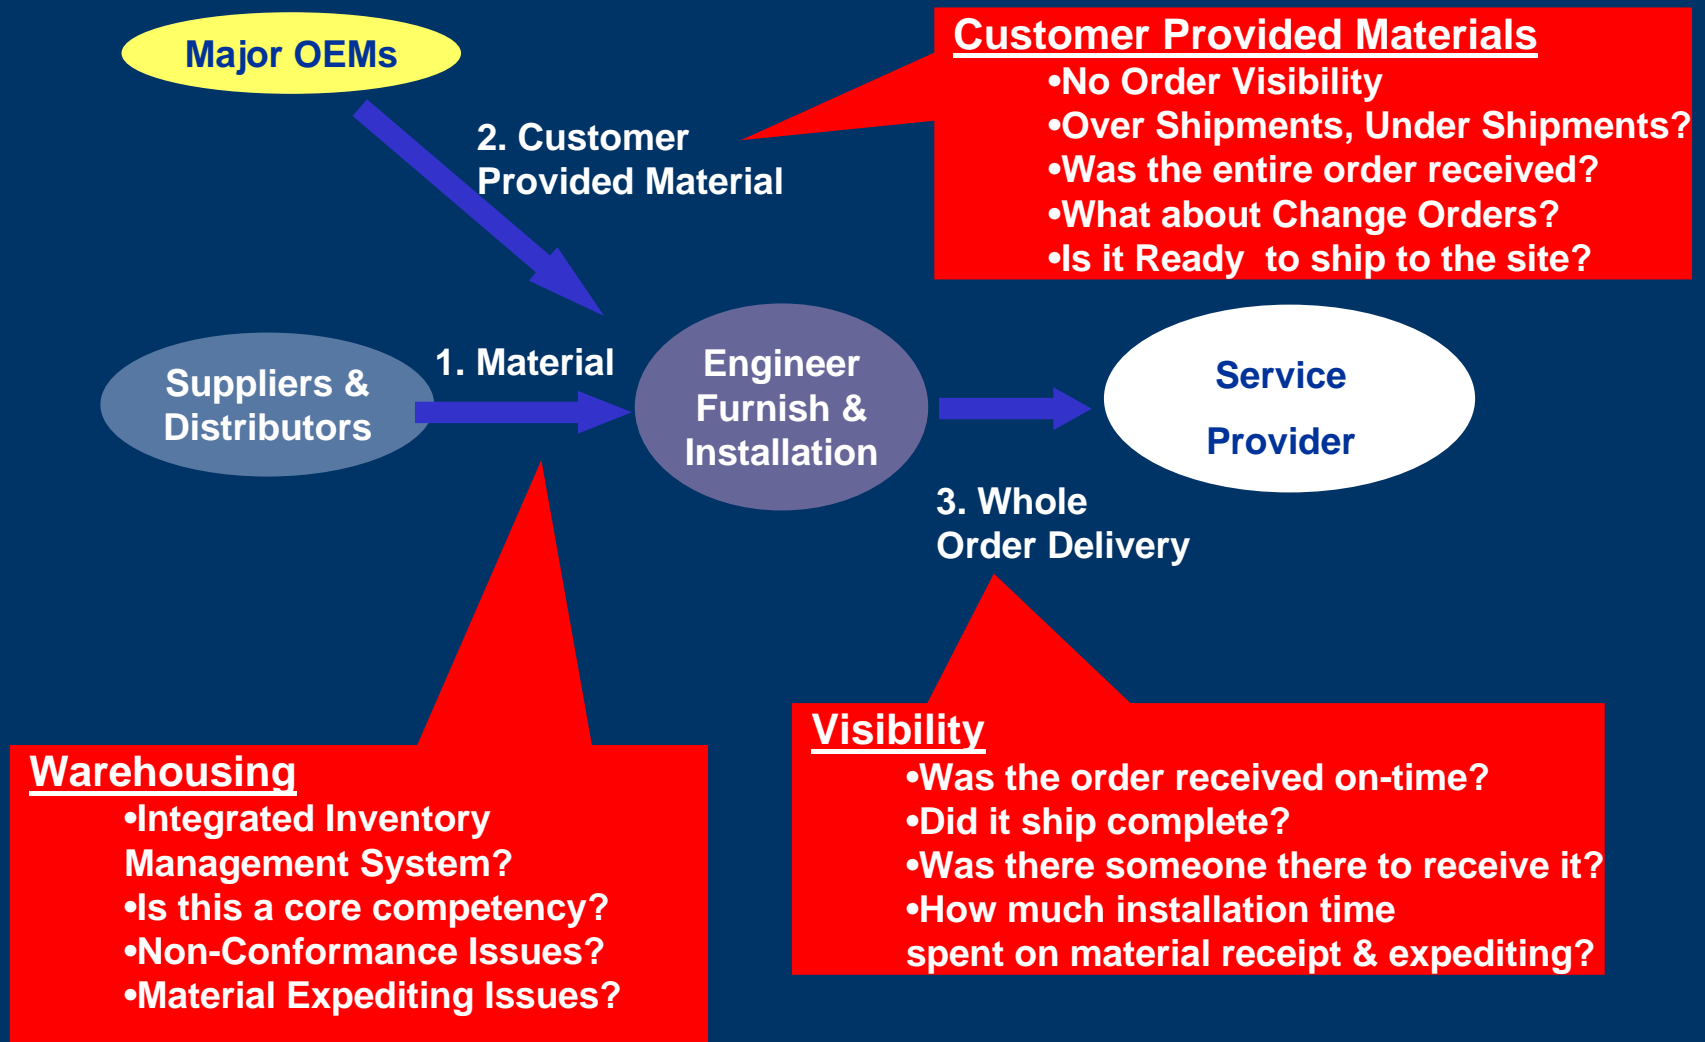 Major OEMs
2. Customer
Provided Material
Customer Provided Materials
•No Order Visibility
•Over Shipments, Under Shipments?
•Was the entire order received?
•What about Change Orders?
•Is it Ready  to ship to the site?
Suppliers &
Distributors
1. Material
Engineer
Furnish &
Installation
Service
Provider
3. Whole
Order Delivery
Warehousing
•Integrated Inventory
Management System?
•Is this a core competency?
•Non-Conformance Issues?
•Material Expediting Issues?
Visibility
•Was the order received on-time?
•Did it ship complete?
•Was there someone there to receive it?
•How much installation time
spent on material receipt & expediting?